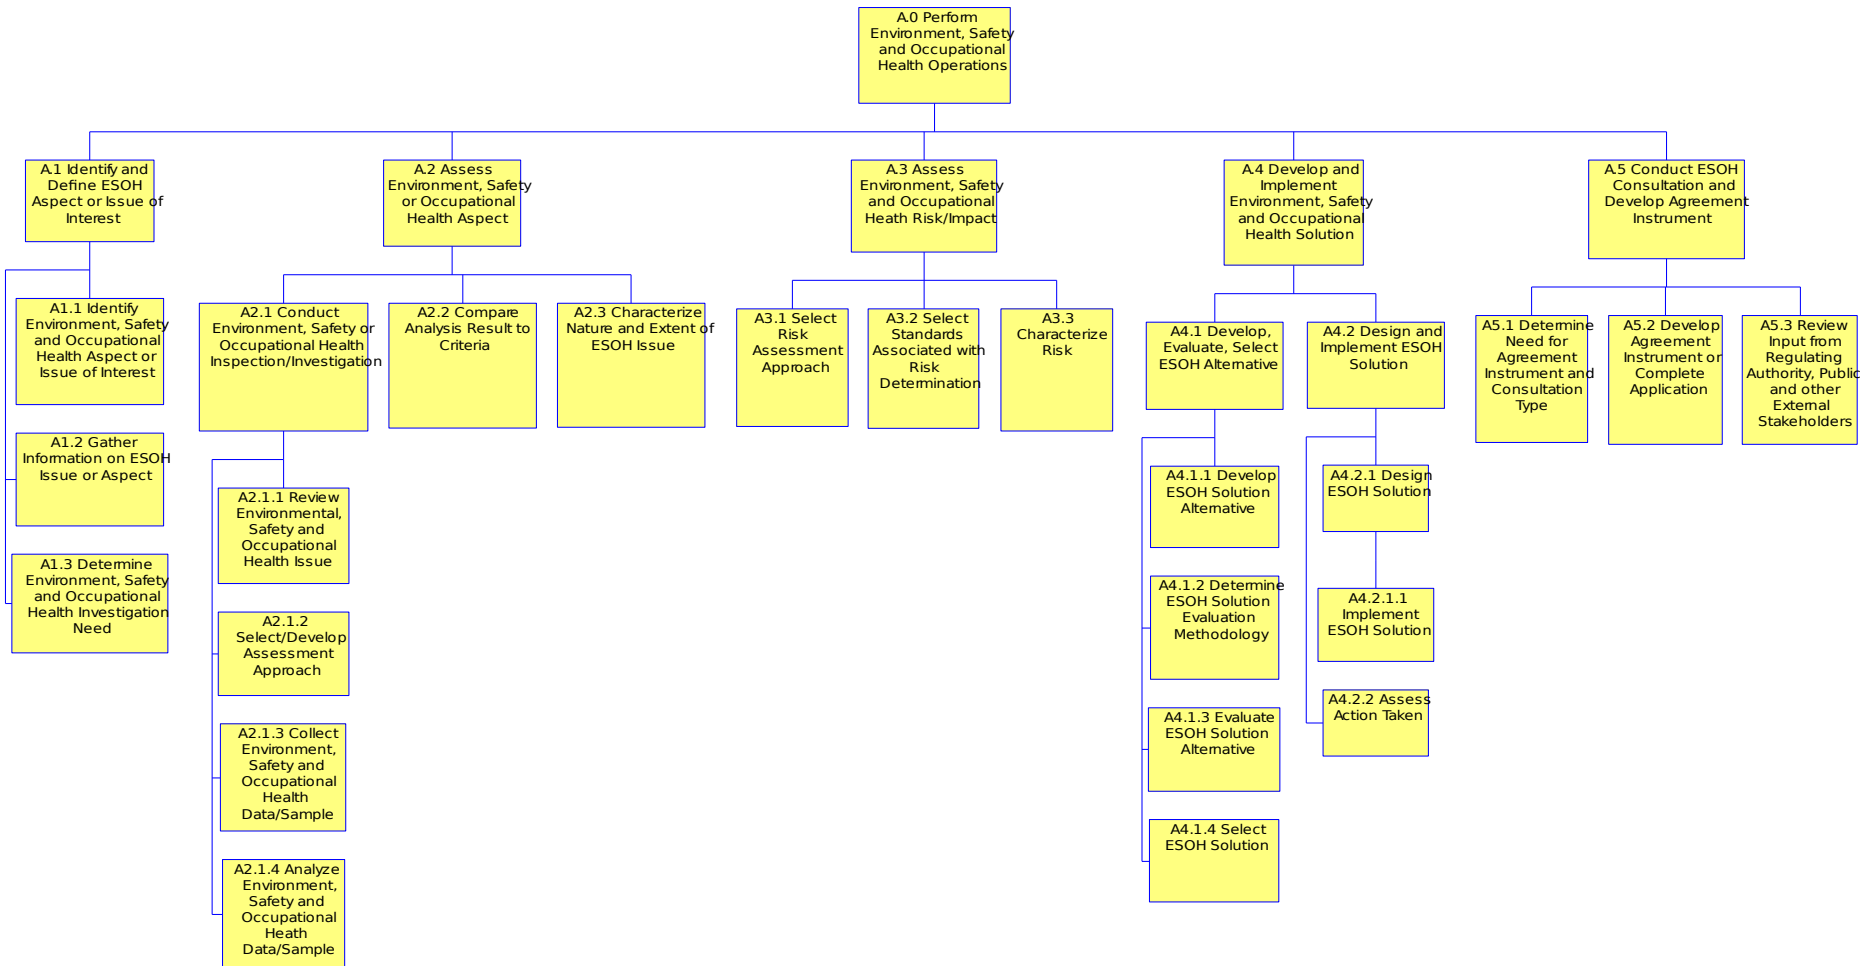 A.0 Perform
Environment, Safety
and Occupational
Health Operations
A.1 Identify and
Define ESOH
Aspect or Issue of
Interest
A.2 Assess
Environment, Safety
or Occupational
Health Aspect
A.3 Assess
Environment, Safety
and Occupational
Heath Risk/Impact
A.4 Develop and
Implement
Environment, Safety
and Occupational
Health Solution
A.5 Conduct ESOH
Consultation and
Develop Agreement
Instrument
A1.1 Identify
Environment, Safety
and Occupational
Health Aspect or
Issue of Interest
A1.2 Gather
Information on ESOH
Issue or Aspect
A1.3 Determine
Environment, Safety
and Occupational
Health Investigation
Need
A2.1 Conduct
Environment, Safety or
Occupational Health
Inspection/Investigation
A2.2 Compare
Analysis Result to
Criteria
A2.3 Characterize
Nature and Extent of
ESOH Issue
A2.1.1 Review
Environmental,
Safety and
Occupational
Health Issue
A2.1.2
Select/Develop
Assessment
Approach
A2.1.3 Collect
Environment,
Safety and
Occupational
Health
Data/Sample
A2.1.4 Analyze
Environment,
Safety and
Occupational
Heath
Data/Sample
A3.1 Select
Risk
Assessment
Approach
A3.2 Select
Standards
Associated with
Risk
Determination
A3.3
Characterize
Risk
A4.1 Develop,
Evaluate, Select
ESOH Alternative
A4.2 Design and
Implement ESOH
Solution
A4.1.1 Develop
ESOH Solution
Alternative
A4.1.2 Determine
ESOH Solution
Evaluation
Methodology
A4.1.3 Evaluate
ESOH Solution
Alternative
A4.1.4 Select
ESOH Solution
A4.2.1 Design
ESOH Solution
A4.2.1.1
Implement
ESOH Solution
A4.2.2 Assess
Action Taken
A5.1 Determine
Need for
Agreement
Instrument and
Consultation
Type
A5.2 Develop
Agreement
Instrument or
Complete
Application
A5.3 Review
Input from
Regulating
Authority, Public
and other
External
Stakeholders